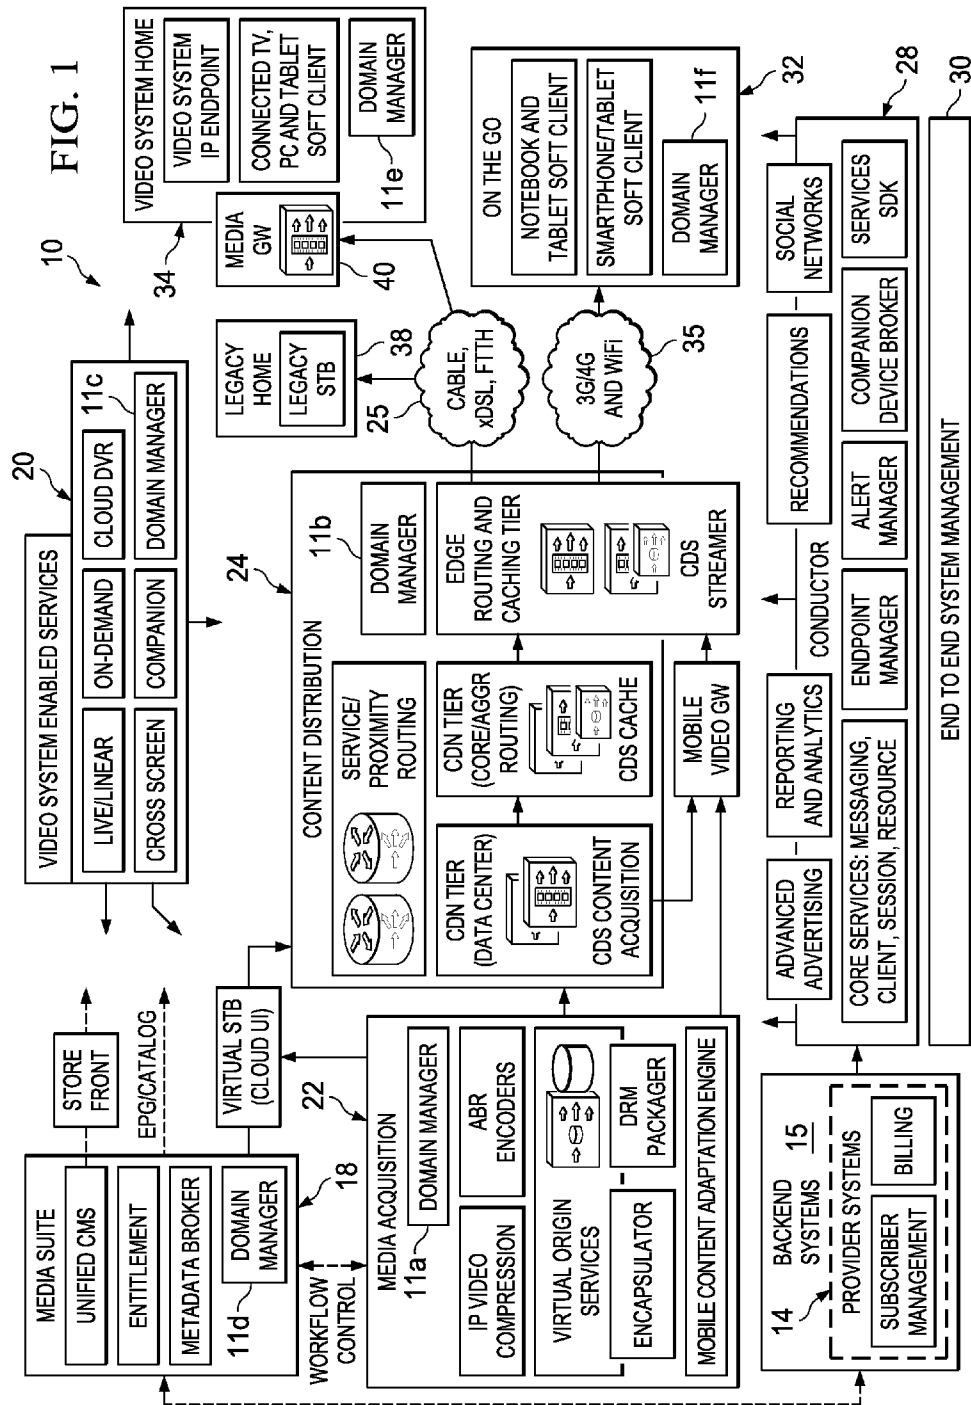 FIG. 1
10
VIDEO SYSTEM ENABLED SERVICES
20
LIVE/LINEAR
ON-DEMAND
CLOUD DVR
11c
CROSS SCREEN
COMPANION
DOMAIN MANAGER
MEDIA SUITE
UNIFIED CMS
ENTITLEMENT
METADATA BROKER
DOMAIN
MANAGER
11d
18
STORE
FRONT
EPG/CATALOG
VIRTUAL STB
(CLOUD UI)
WORKFLOW
CONTROL
22
MEDIA ACQUISITION
11a
DOMAIN MANAGER
IP VIDEO
COMPRESSION
ABR
ENCODERS
VIRTUAL ORIGIN
SERVICES
ENCAPSULATOR
DRM
PACKAGER
MOBILE CONTENT ADAPTATION ENGINE
24
CONTENT DISTRIBUTION
SERVICE/
PROXIMITY
ROUTING
11b
DOMAIN
MANAGER
CDN TIER
(DATA CENTER)
CDS CONTENT
ACQUISITION
CDN TIER
(CORE/AGGR
ROUTING)
CDS CACHE
EDGE
ROUTING AND
CACHING TIER
CDS
STREAMER
MOBILE
VIDEO GW
LEGACY
HOME
LEGACY
STB
38
25
CABLE,
xDSL, FTTH
3G/4G
AND WiFi
35
34
VIDEO SYSTEM HOME
VIDEO SYSTEM
IP ENDPOINT
CONNECTED TV,
PC AND TABLET
SOFT CLIENT
DOMAIN
MANAGER
11e
MEDIA
GW
40
ON THE GO
NOTEBOOK AND
TABLET SOFT CLIENT
SMARTPHONE/TABLET
SOFT CLIENT
DOMAIN
MANAGER
11f
32
BACKEND
SYSTEMS
15
14
PROVIDER SYSTEMS
SUBSCRIBER
MANAGEMENT
BILLING
ADVANCED
ADVERTISING
REPORTING
AND ANALYTICS
RECOMMENDATIONS
SOCIAL
NETWORKS
CONDUCTOR
28
CORE SERVICES: MESSAGING,
CLIENT, SESSION, RESOURCE
ENDPOINT
MANAGER
ALERT
MANAGER
COMPANION
DEVICE BROKER
SERVICES
SDK
END TO END SYSTEM MANAGEMENT
30